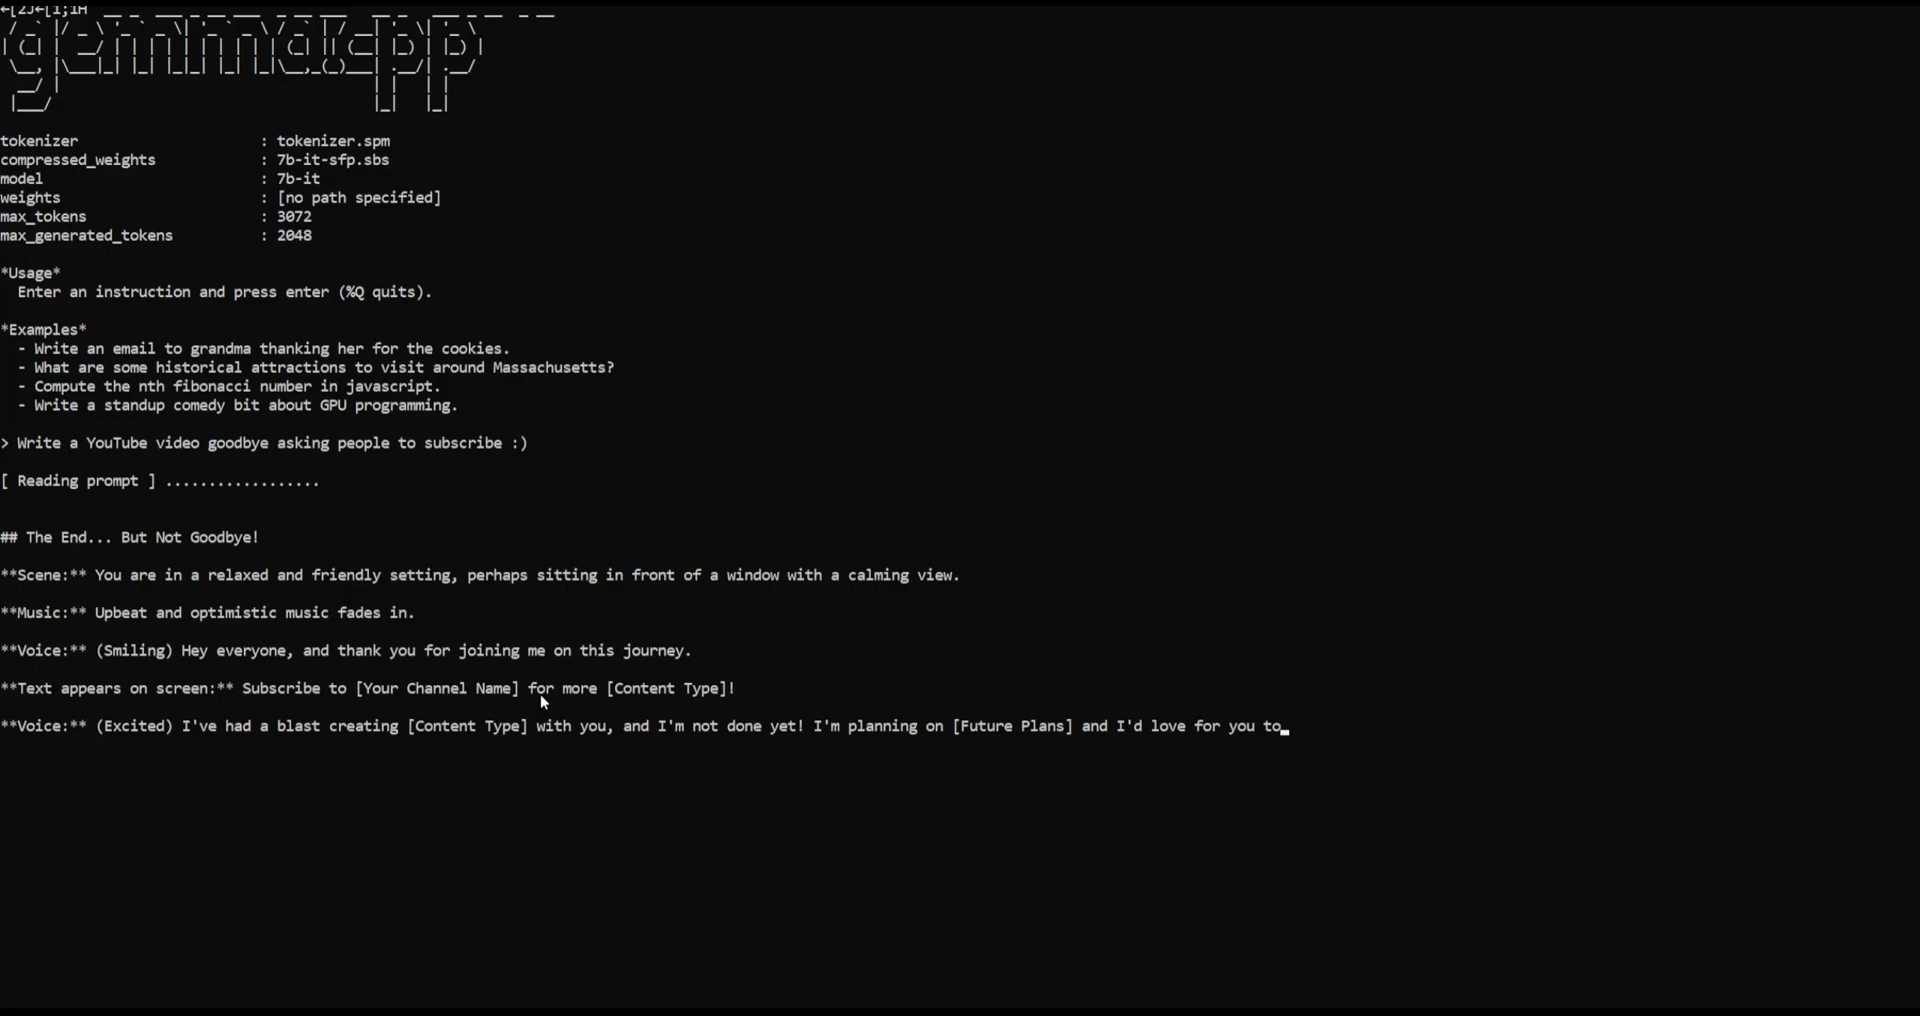 ←[2J←[1;1H
gemma.cpp
tokenizer : tokenizer.spm
compressed_weights : 7b-it-sfp.sbs
model : 7b-it
weights : [no path specified]
max_tokens : 3072
max_generated_tokens : 2048
*Usage*
Enter an instruction and press enter (%Q quits).
*Examples*
- Write an email to grandma thanking her for the cookies.
- What are some historical attractions to visit around Massachusetts?
- Compute the nth fibonacci number in javascript.
- Write a standup comedy bit about GPU programming.
> Write a YouTube video goodbye asking people to subscribe :)
[ Reading prompt ] ..................
## The End... But Not Goodbye!
**Scene:** You are in a relaxed and friendly setting, perhaps sitting in front of a window with a calming view.
**Music:** Upbeat and optimistic music fades in.
**Voice:** (Smiling) Hey everyone, and thank you for joining me on this journey.
**Text appears on screen:** Subscribe to [Your Channel Name] for more [Content Type]!
**Voice:** (Excited) I've had a blast creating [Content Type] with you, and I'm not done yet! I'm planning on [Future Plans] and I'd love for you to